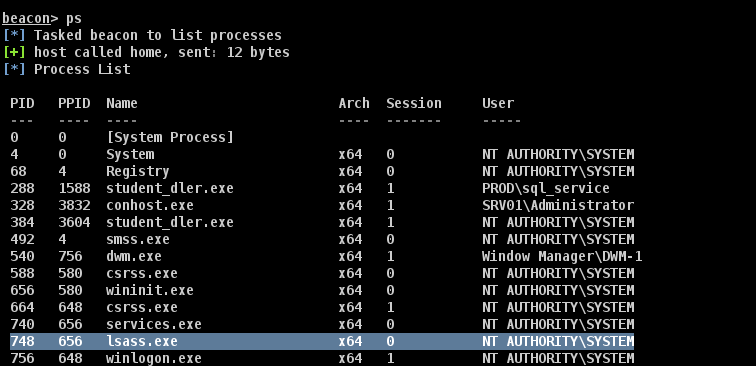 beacon> ps
[*] Tasked beacon to list processes
[+] host called home, sent: 12 bytes
[*] Process List
PID PPID Name Arch Session User
--- ---- ---- ---- ------- -----
0 0 [System Process]
4 0 System x64 0 NT AUTHORITY\SYSTEM
68 4 Registry x64 0 NT AUTHORITY\SYSTEM
288 1588 student_dler.exe x64 1 PROD\sql_service
328 3832 conhost.exe x64 1 SRV01\Administrator
384 3604 student_dler.exe x64 1 NT AUTHORITY\SYSTEM
492 4 smss.exe x64 0 NT AUTHORITY\SYSTEM
540 756 dwm.exe x64 1 Window Manager\DWM-1
588 580 csrss.exe x64 0 NT AUTHORITY\SYSTEM
656 580 wininit.exe x64 0 NT AUTHORITY\SYSTEM
664 648 csrss.exe x64 1 NT AUTHORITY\SYSTEM
740 656 services.exe x64 0 NT AUTHORITY\SYSTEM
748 656 lsass.exe x64 0 NT AUTHORITY\SYSTEM
756 648 winlogon.exe x64 1 NT AUTHORITY\SYSTEM